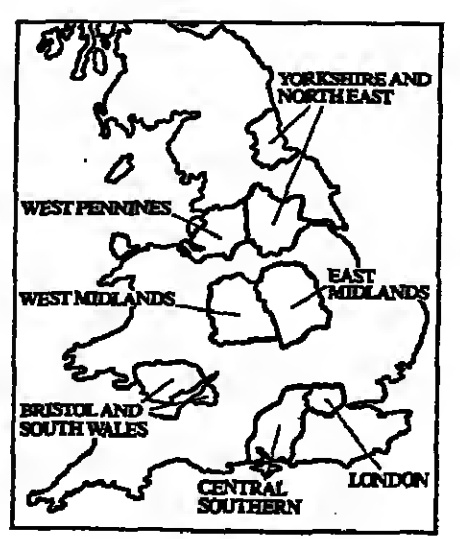 YORKSHIRE AND
NORTH EAST
WEST PENNINES
EAST
MIDLANDS
WEST MIDLANDS
BRISTOL AND
SOUTH WALES
CENTRAL
SOUTHERN
LONDON